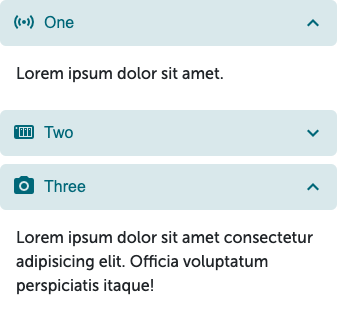 One
Lorem ipsum dolor sit amet.
Two
Three
Lorem ipsum dolor sit amet consectetur
adipisicing elit. Officia voluptatum
perspiciatis itaque!